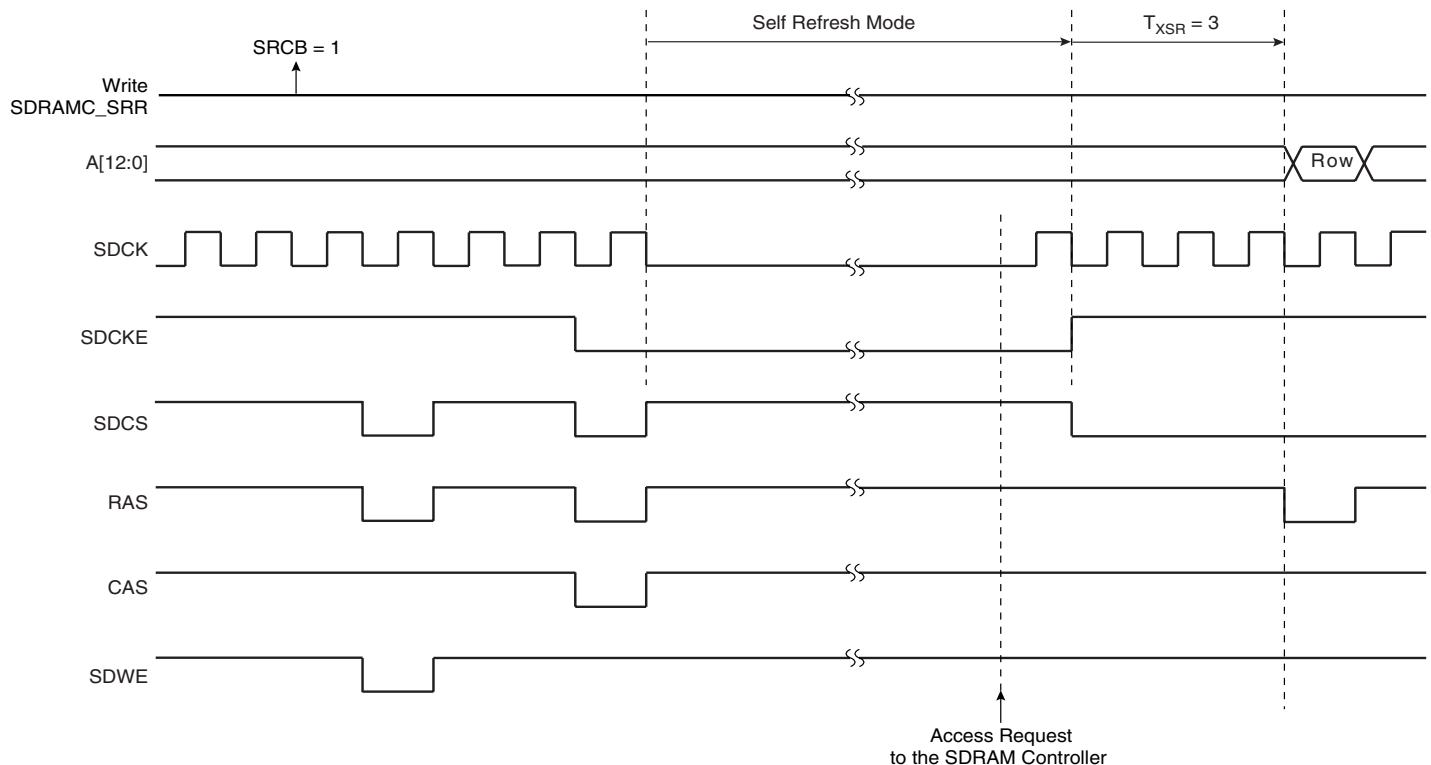 Self Refresh Mode
TXSR = 3
SRCB = 1
Write
SDRAMC_SRR
A[12:0]
Row
SDCK
SDCKE
SDCS
RAS
CAS
SDWE
Access Request
to the SDRAM Controller